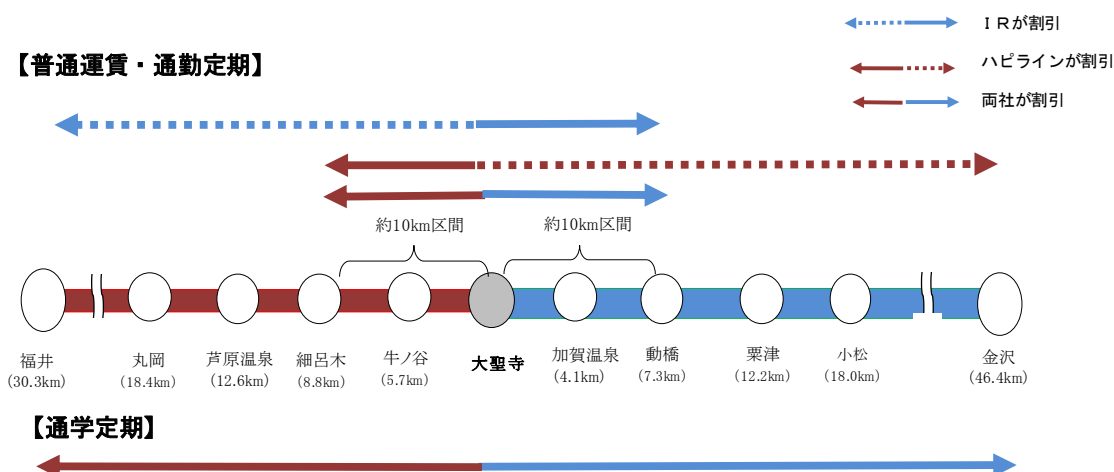 ＩＲが割引
【普通運賃・通勤定期】
ハピラインが割引
両社が割引
約10km区間
約10km区間
福井
(30.3km)
丸岡
(18.4km)
芦原温泉
(12.6km)
細呂木
(8.8km)
牛ノ谷
(5.7km)
大聖寺
加賀温泉
(4.1km)
動橋
(7.3km)
粟津
(12.2km)
小松
(18.0km)
金沢
(46.4km)
【通学定期】